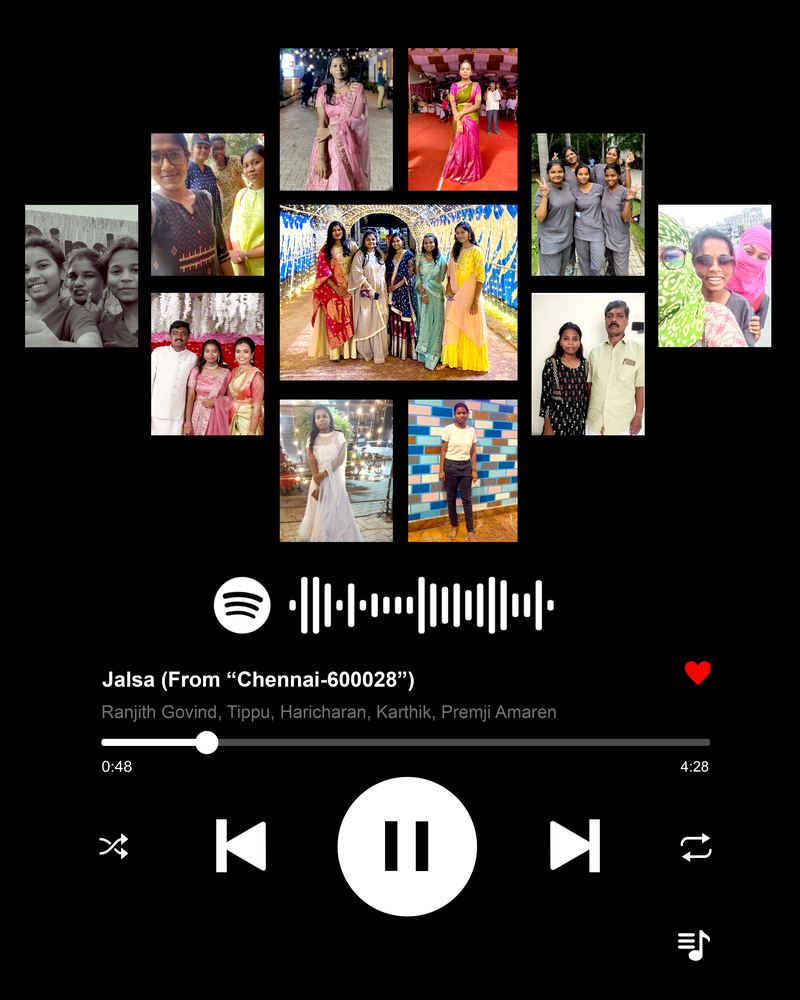 Jalsa (From “Chennai-600028”)
Ranjith Govind, Tippu, Haricharan, Karthik, Premji Amaren
0:48
4:28